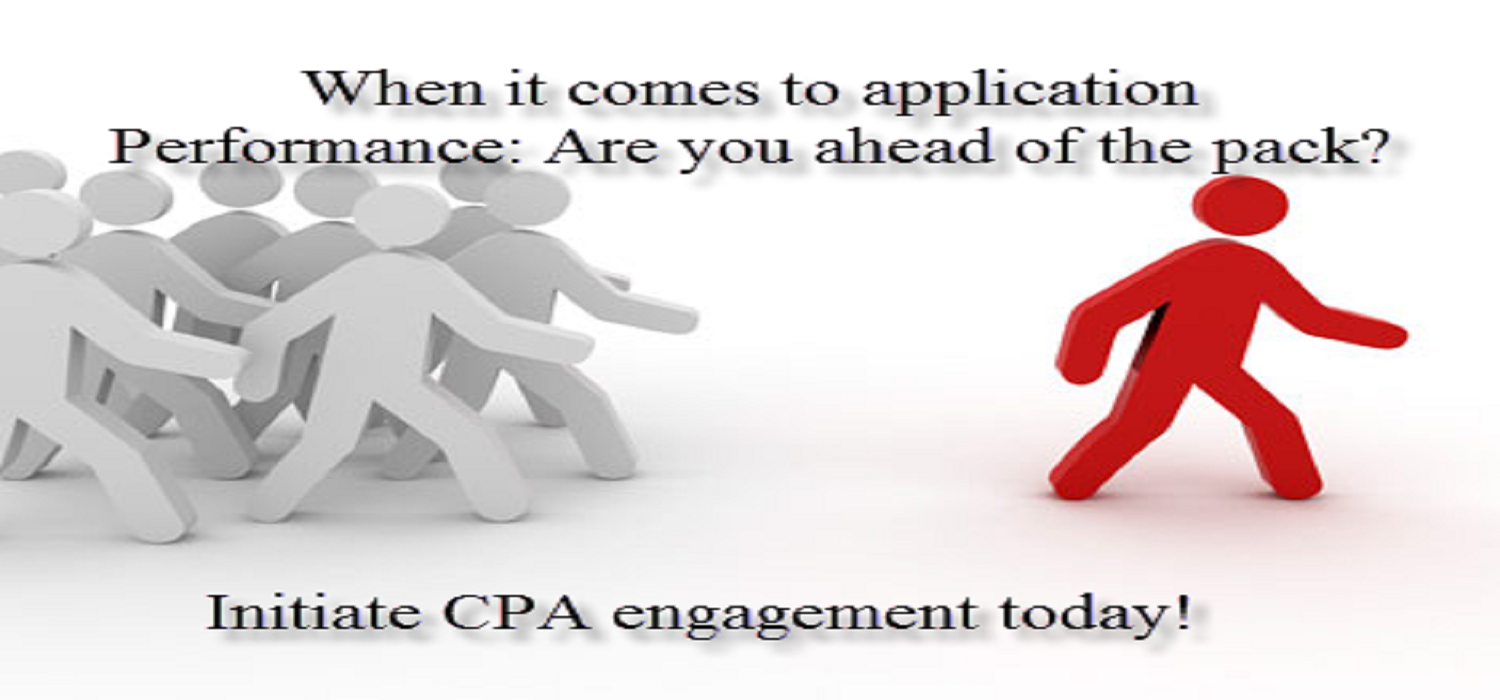 When it comes to application
Performance: Are you ahead of the pack?
Initiate CPA engagement today!